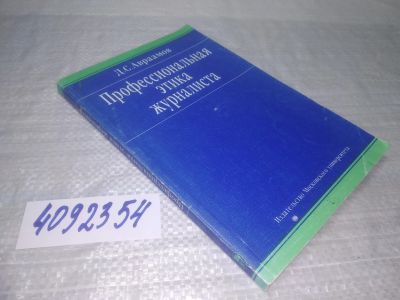 Д.С.Авраамов
Профессиональная
этика
журналиста
Издательство Московского университета
4092354